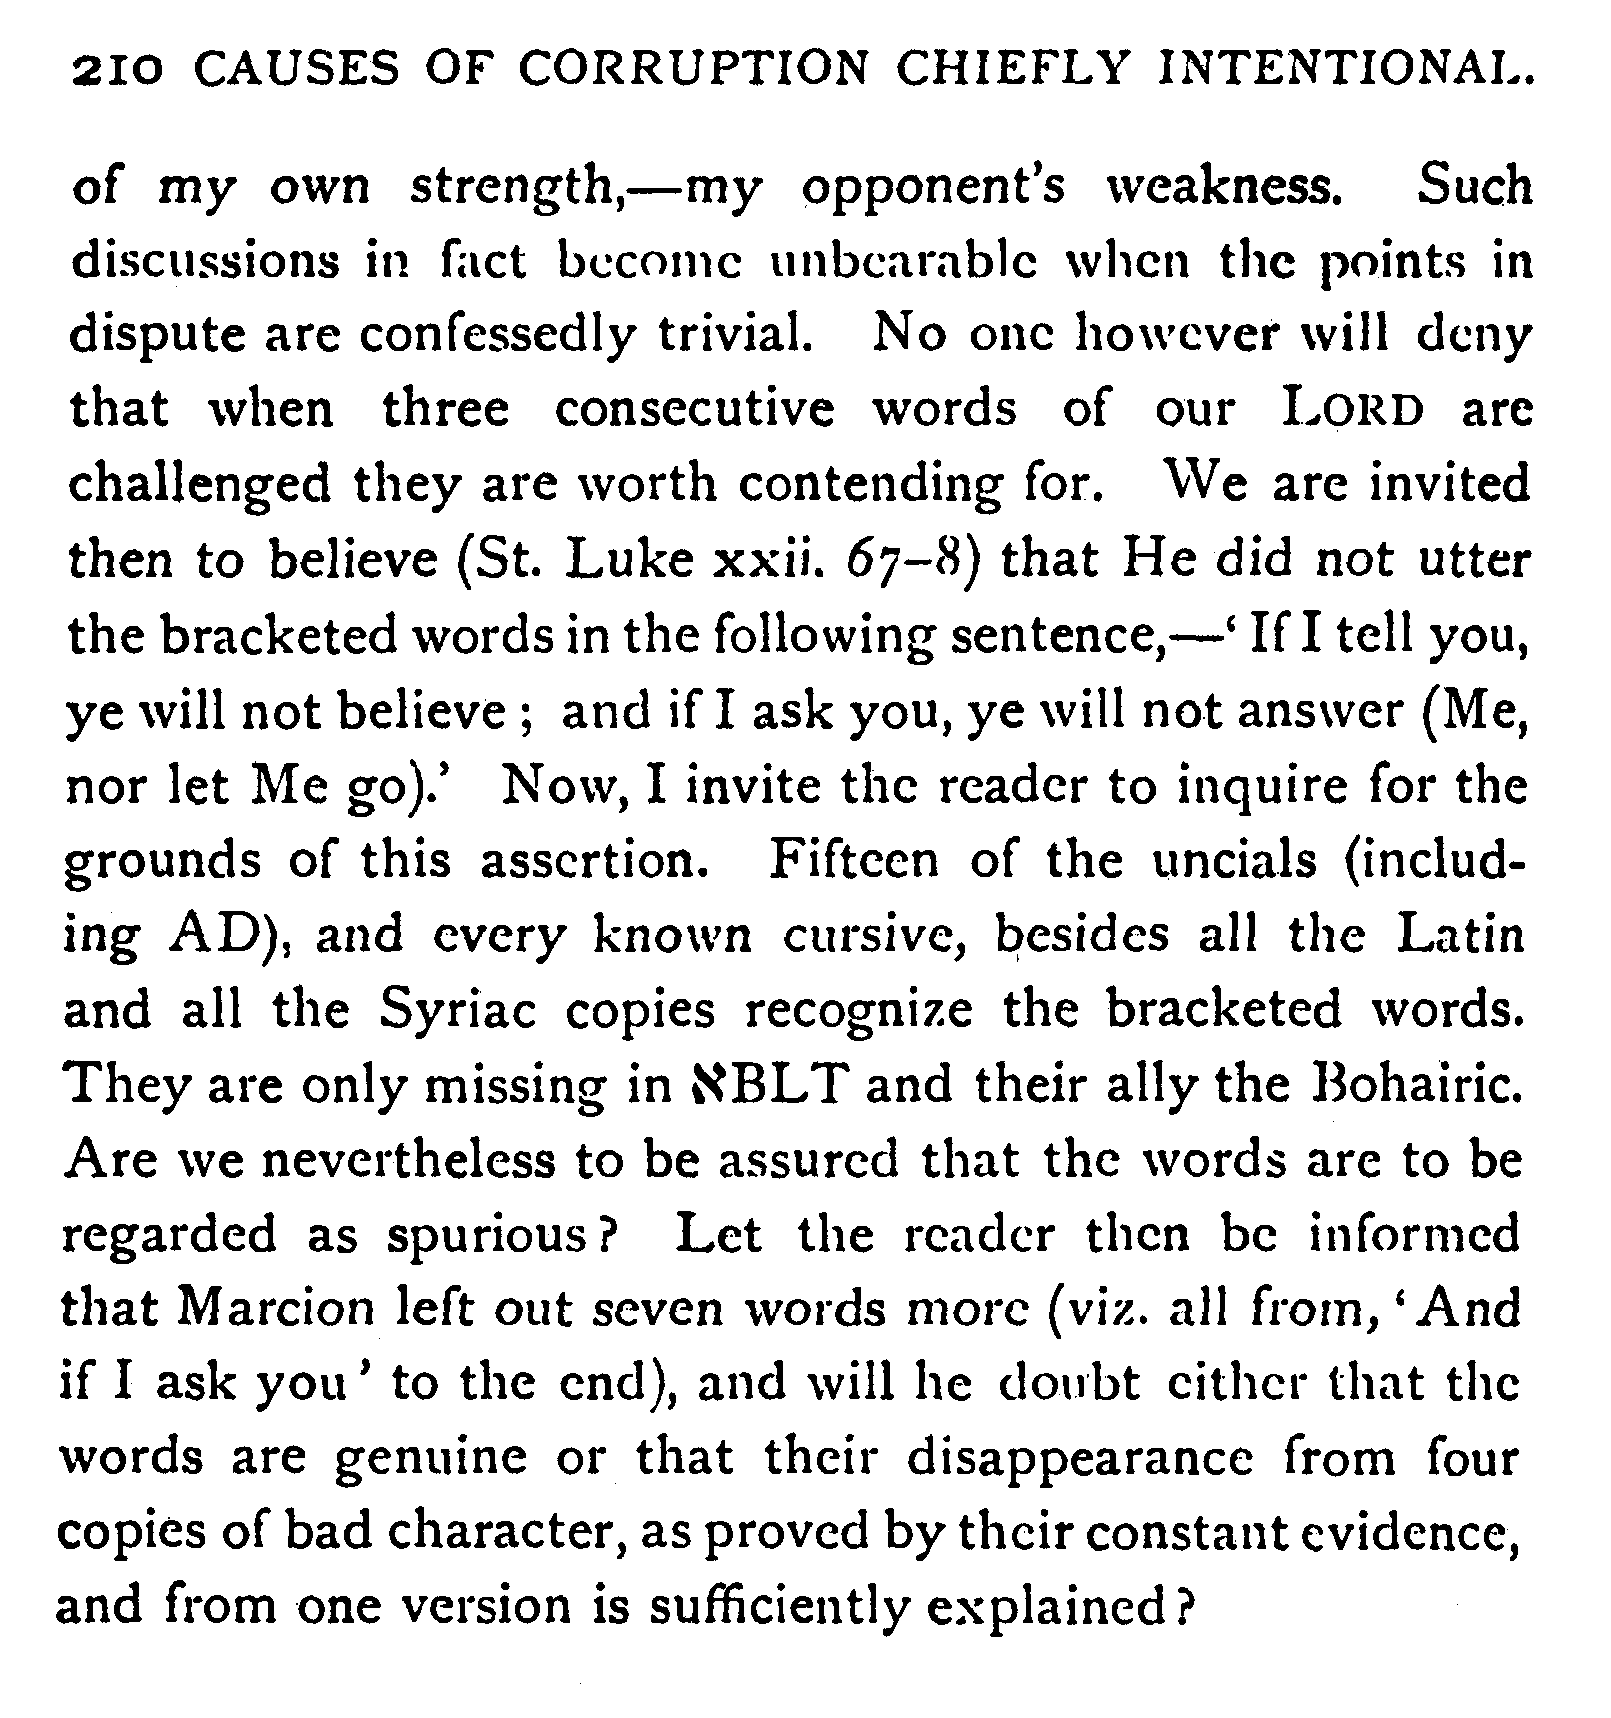 210 CAUSES OF CORRUPTION CHIEFLY INTENTIONAL.
of my own strength,—my opponent's weakness. Such
discussions in fact become unbearable when the points in
dispute are confessedly trivial. No one however will deny
that when three consecutive words of our LORD are
challenged they are worth contending for. We are invited
then to believe (St. Luke xxii. 67–8) that He did not utter
the bracketed words in the following sentence,—‘ If I tell you,
ye will not believe ; and if I ask you, ye will not answer (Me,
nor let Me go).’ Now, I invite the reader to inquire for the
grounds of this assertion. Fifteen of the uncials (includ-
ing AD), and every known cursive, besides all the Latin
and all the Syriac copies recognize the bracketed words.
They are only missing in אBLT and their ally the Bohairic.
Are we nevertheless to be assured that the words are to be
regarded as spurious ? Let the reader then be informed
that Marcion left out seven words more (viz. all from, ‘ And
if I ask you ’ to the end), and will he doubt either that the
words are genuine or that their disappearance from four
copies of bad character, as proved by their constant evidence,
and from one version is sufficiently explained ?